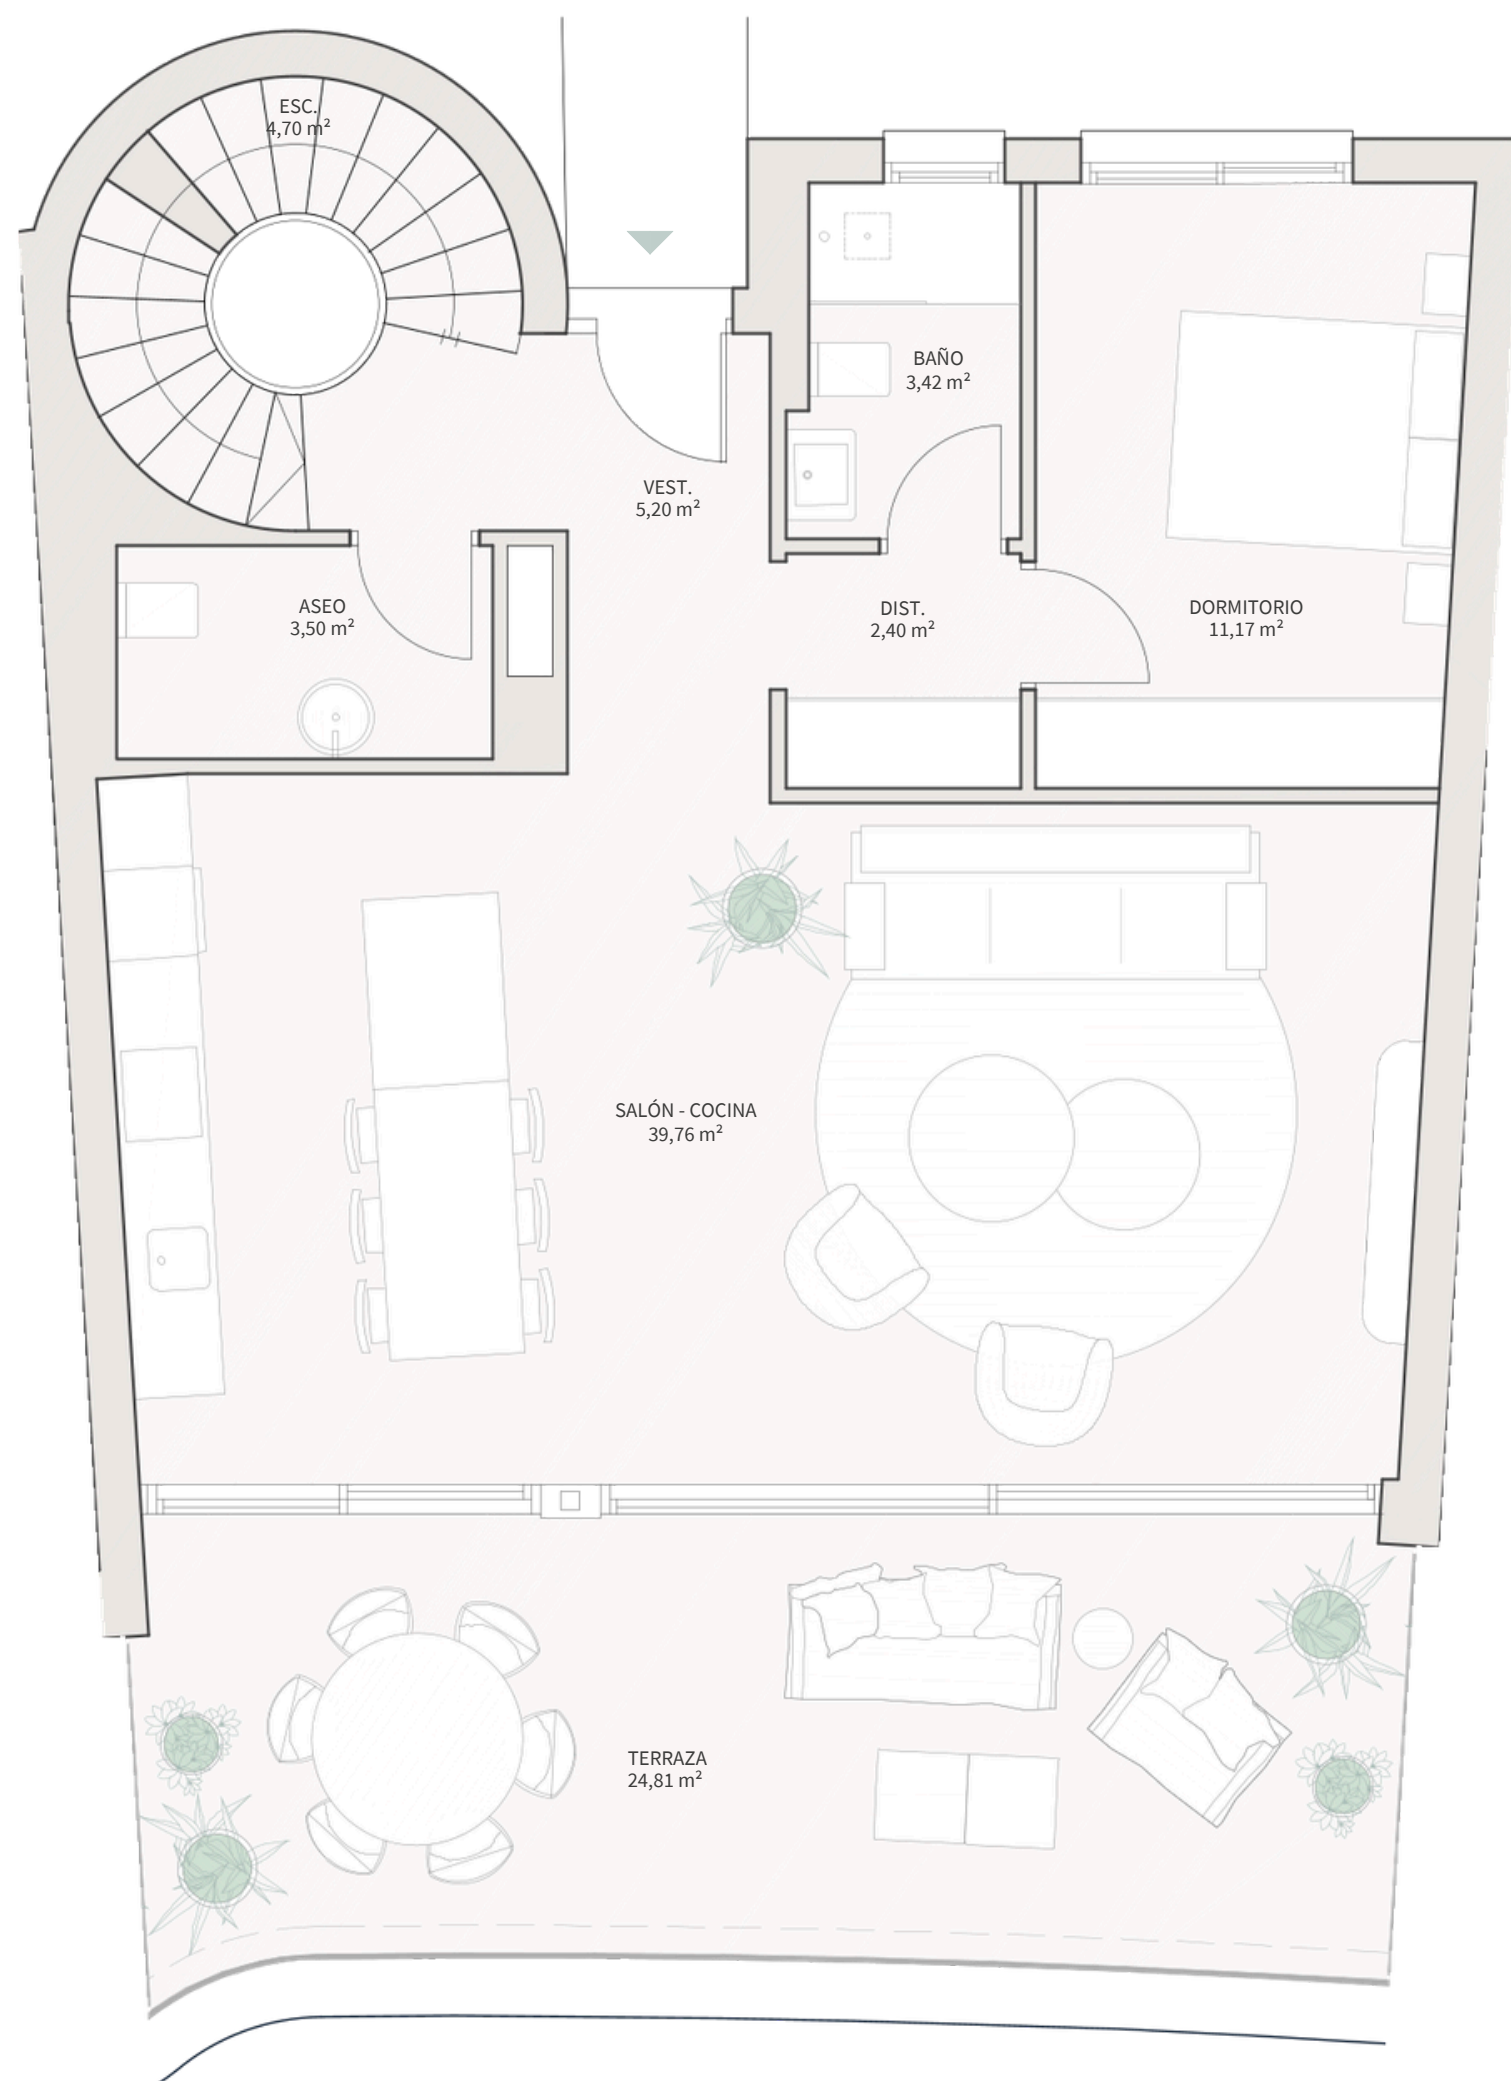 ESC.
4,70 m²
BAÑO
3,42 m²
VEST.
5,20 m²
ASEO
3,50 m²
DIST.
2,40 m²
DORMITORIO
11,17 m²
SALÓN - COCINA
39,76 m²
TERRAZA
24,81 m²